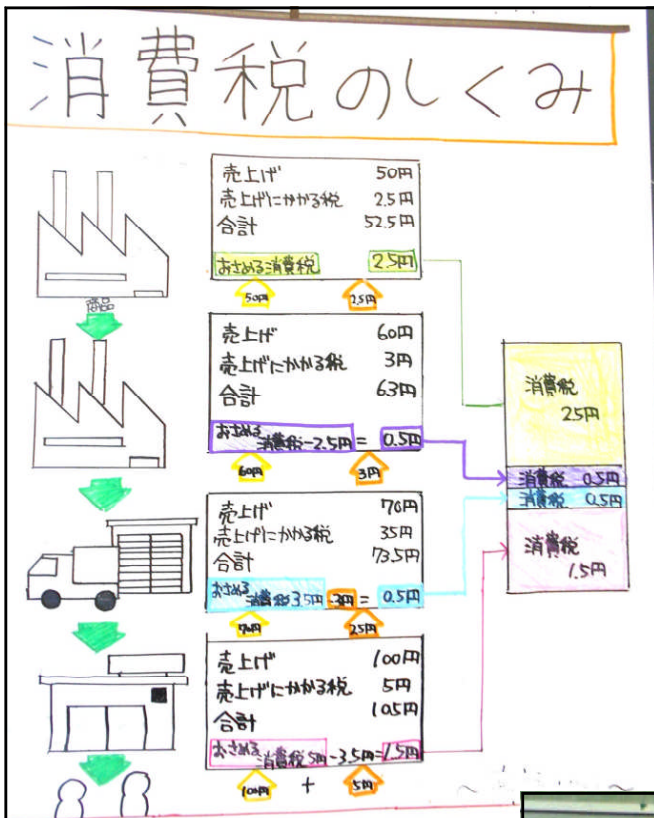 消費税のしくみ
売上げ 50円
売上げにかかる税 2.5円
合計 52.5円
おさめる消費税 2.5円
50円 2.5円
商品
売上げ 60円
売上げにかかる税 3円
合計 63円
おさめる消費税-2.5円= 0.5円
60円 3円
売上げ 70円
売上げにかかる税 35円
合計 73.5円
おさめる消費税3.5円-3円= 0.5円
70円 25円
売上げ 100円
売上げにかかる税 5円
合計 105円
おさめる消費税5円-3.5円=1.5円
100円 + 5円
消費税
25円
消費税 0.5円
消費税 0.5円
消費税
1.5円